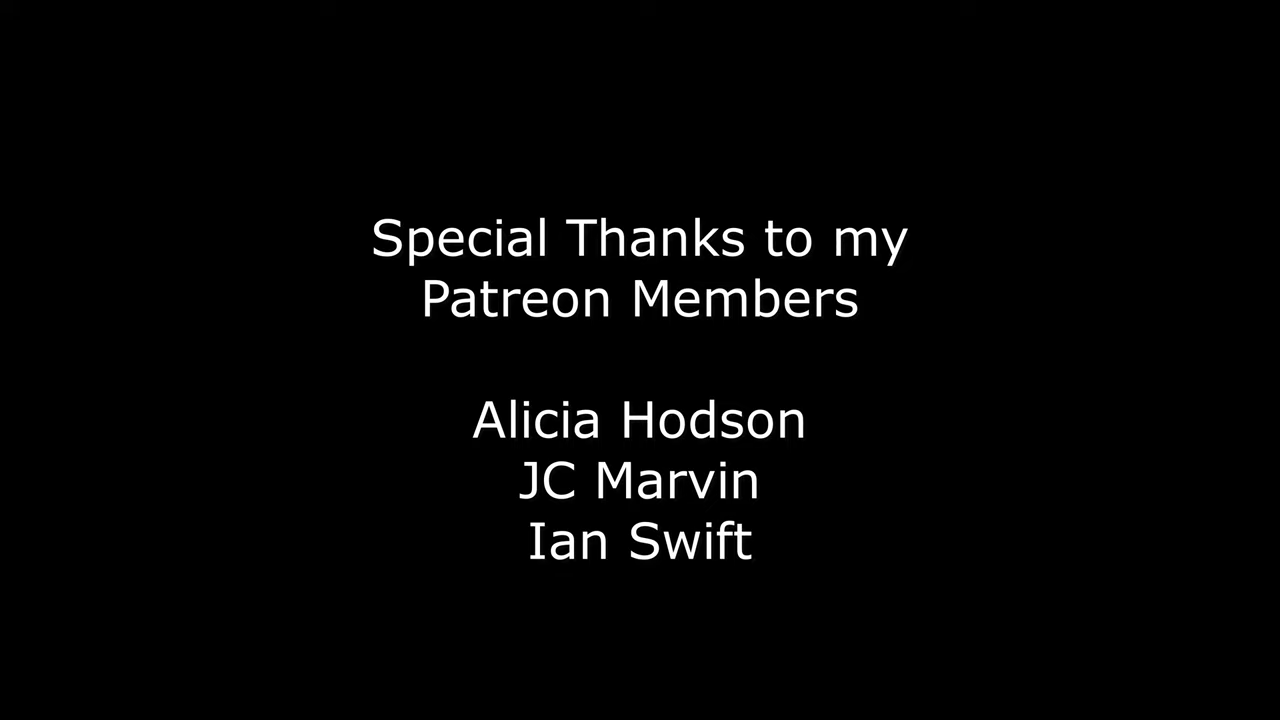 Special Thanks to my
Patreon Members
Alicia Hodson
JC Marvin
Ian Swift